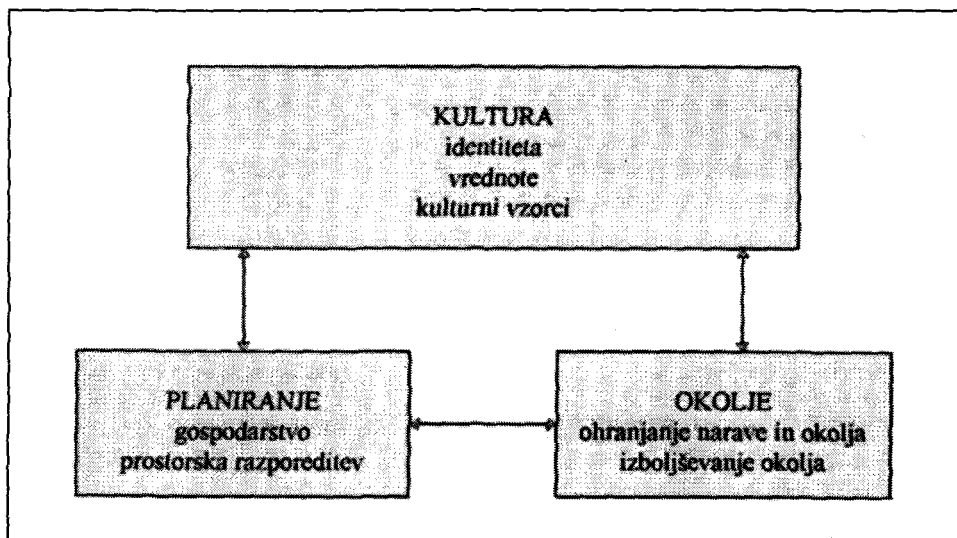 KULTURA
identiteta
vrednote
kulturni vzorci
PLANIRANJE
gospodarstvo
prostorska razporeditev
OKOLJE
ohranjanje narave in okolja
izboljševanje okolja